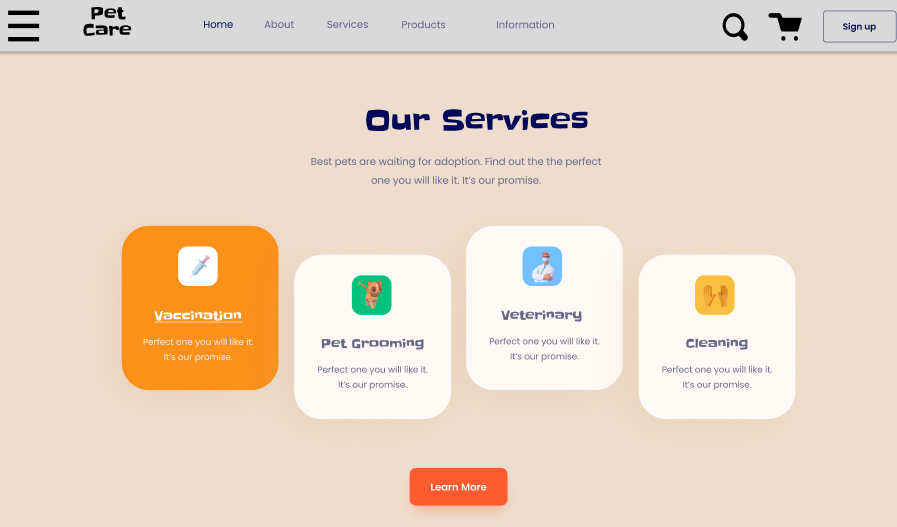 Pet
Care
Home About Services Products Information
Sign up
Our Services
Best pets are waiting for adoption. Find out the the perfect
one you will like it. It's our promise.
Vaccination
Perfect one you will like it.
It's our promise.
Pet Grooming
Perfect one you will like it.
It's our promise.
Veterinary
Perfect one you will like it.
It's our promise.
Cleaning
Perfect one you will like it.
It's our promise.
Learn More